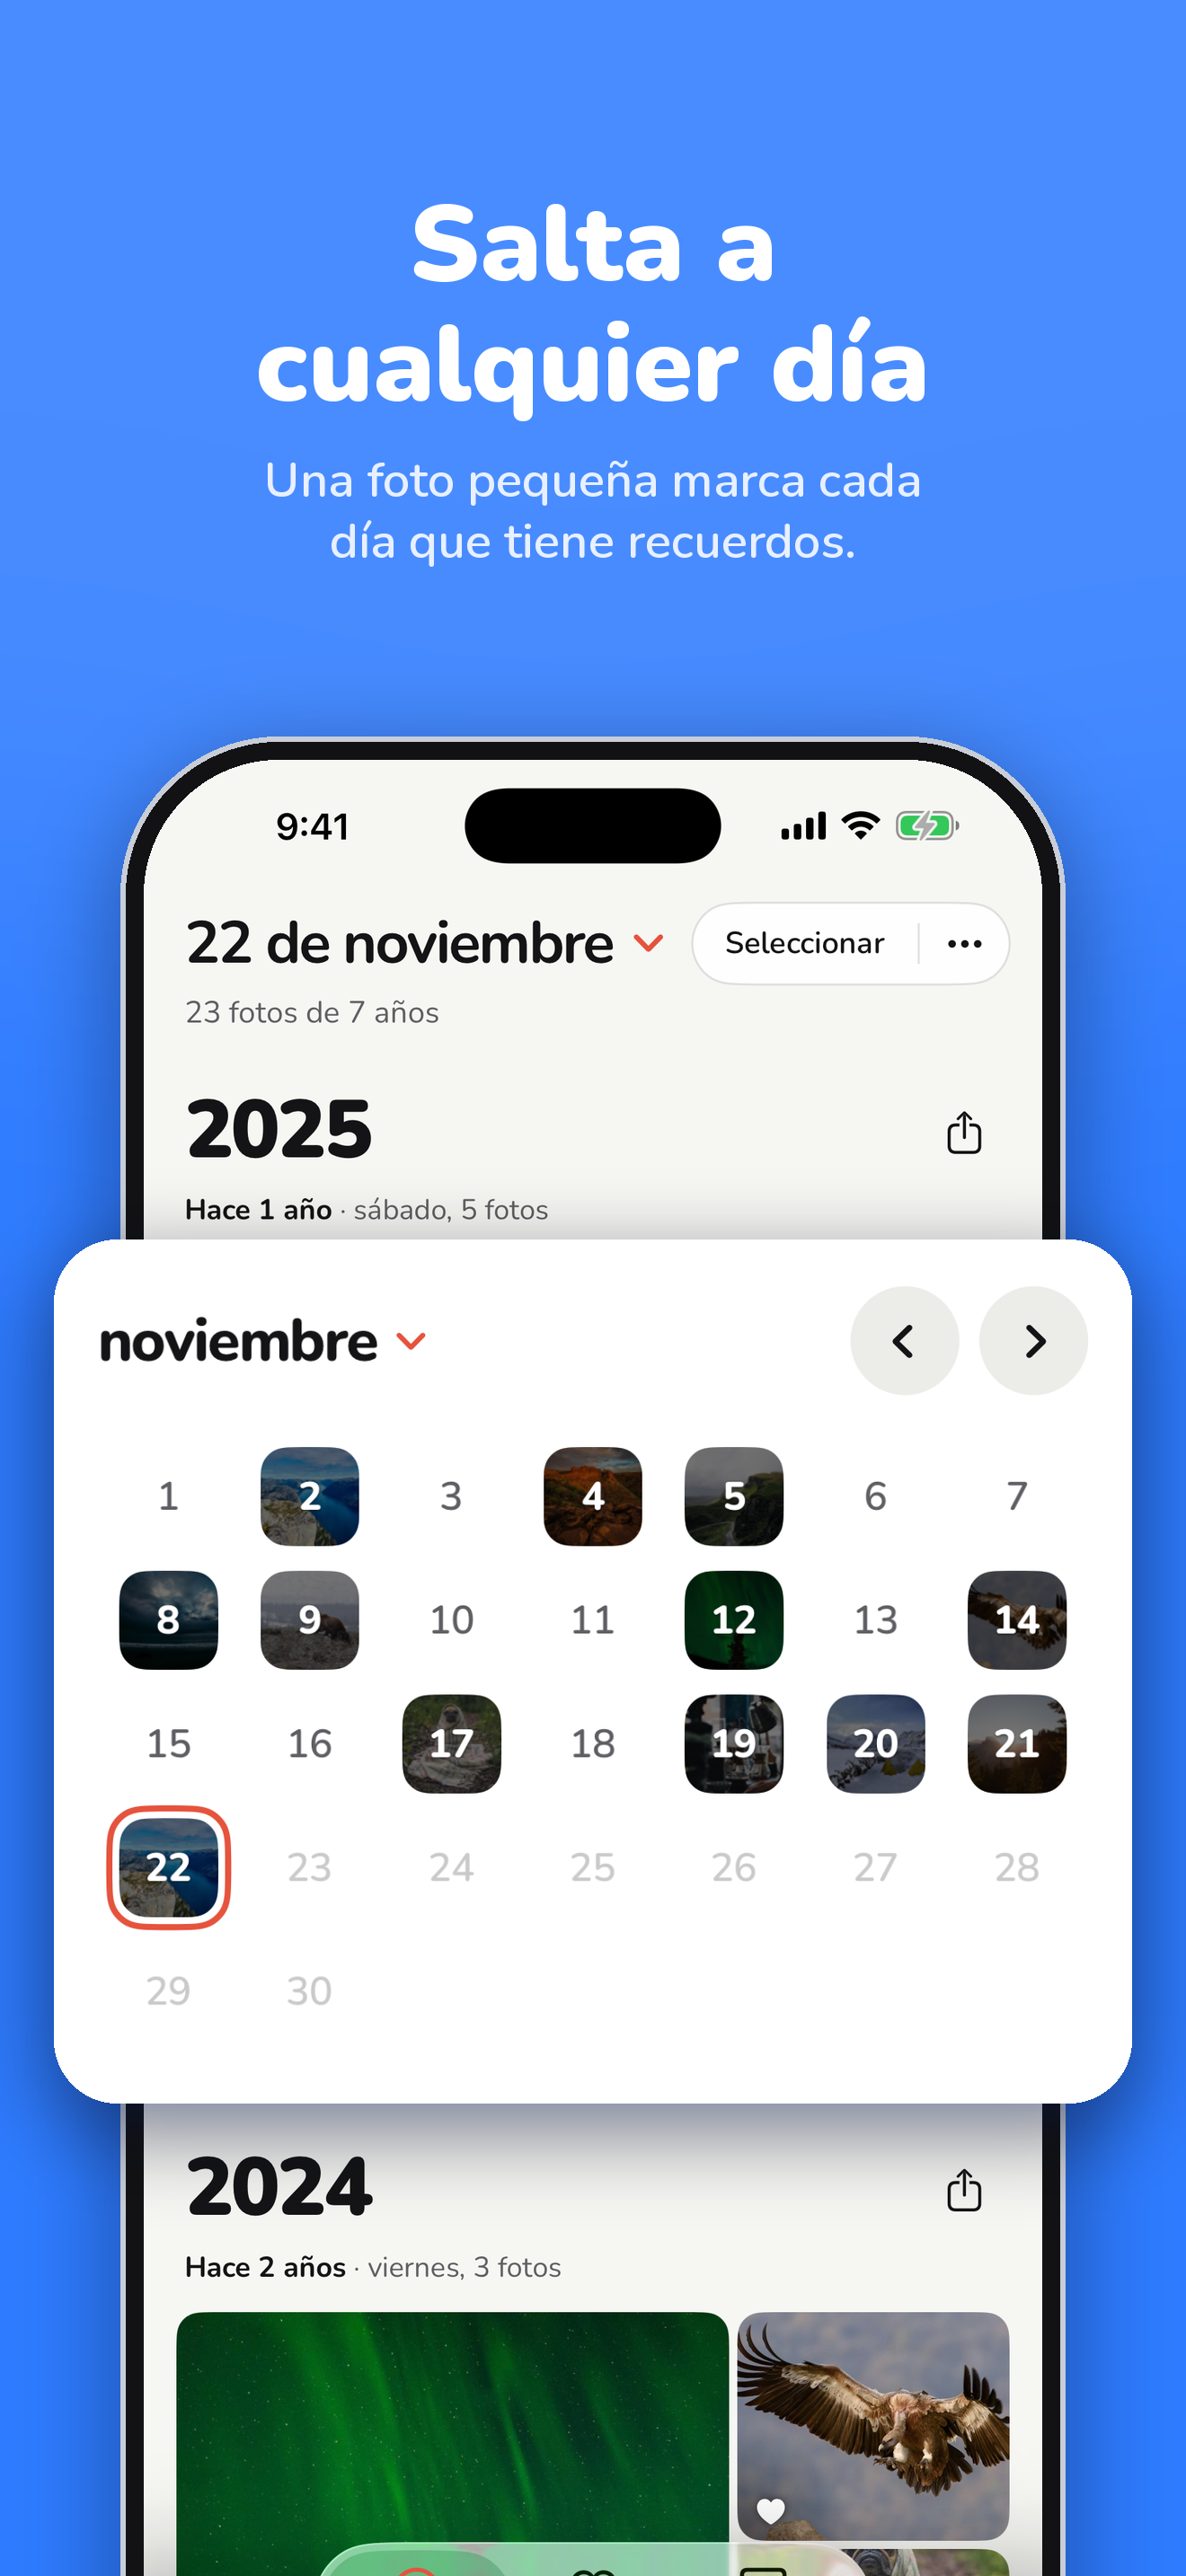 Salta a
cualquier día
Una foto pequeña marca cada
día que tiene recuerdos.
9:41
22 de noviembre
Seleccionar
23 fotos de 7 años
2025
Hace 1 año · sábado, 5 fotos
noviembre
1 2 3 4 5 6 7
8 9 10 11 12 13 14
15 16 17 18 19 20 21
22 23 24 25 26 27 28
29 30
2024
Hace 2 años · viernes, 3 fotos